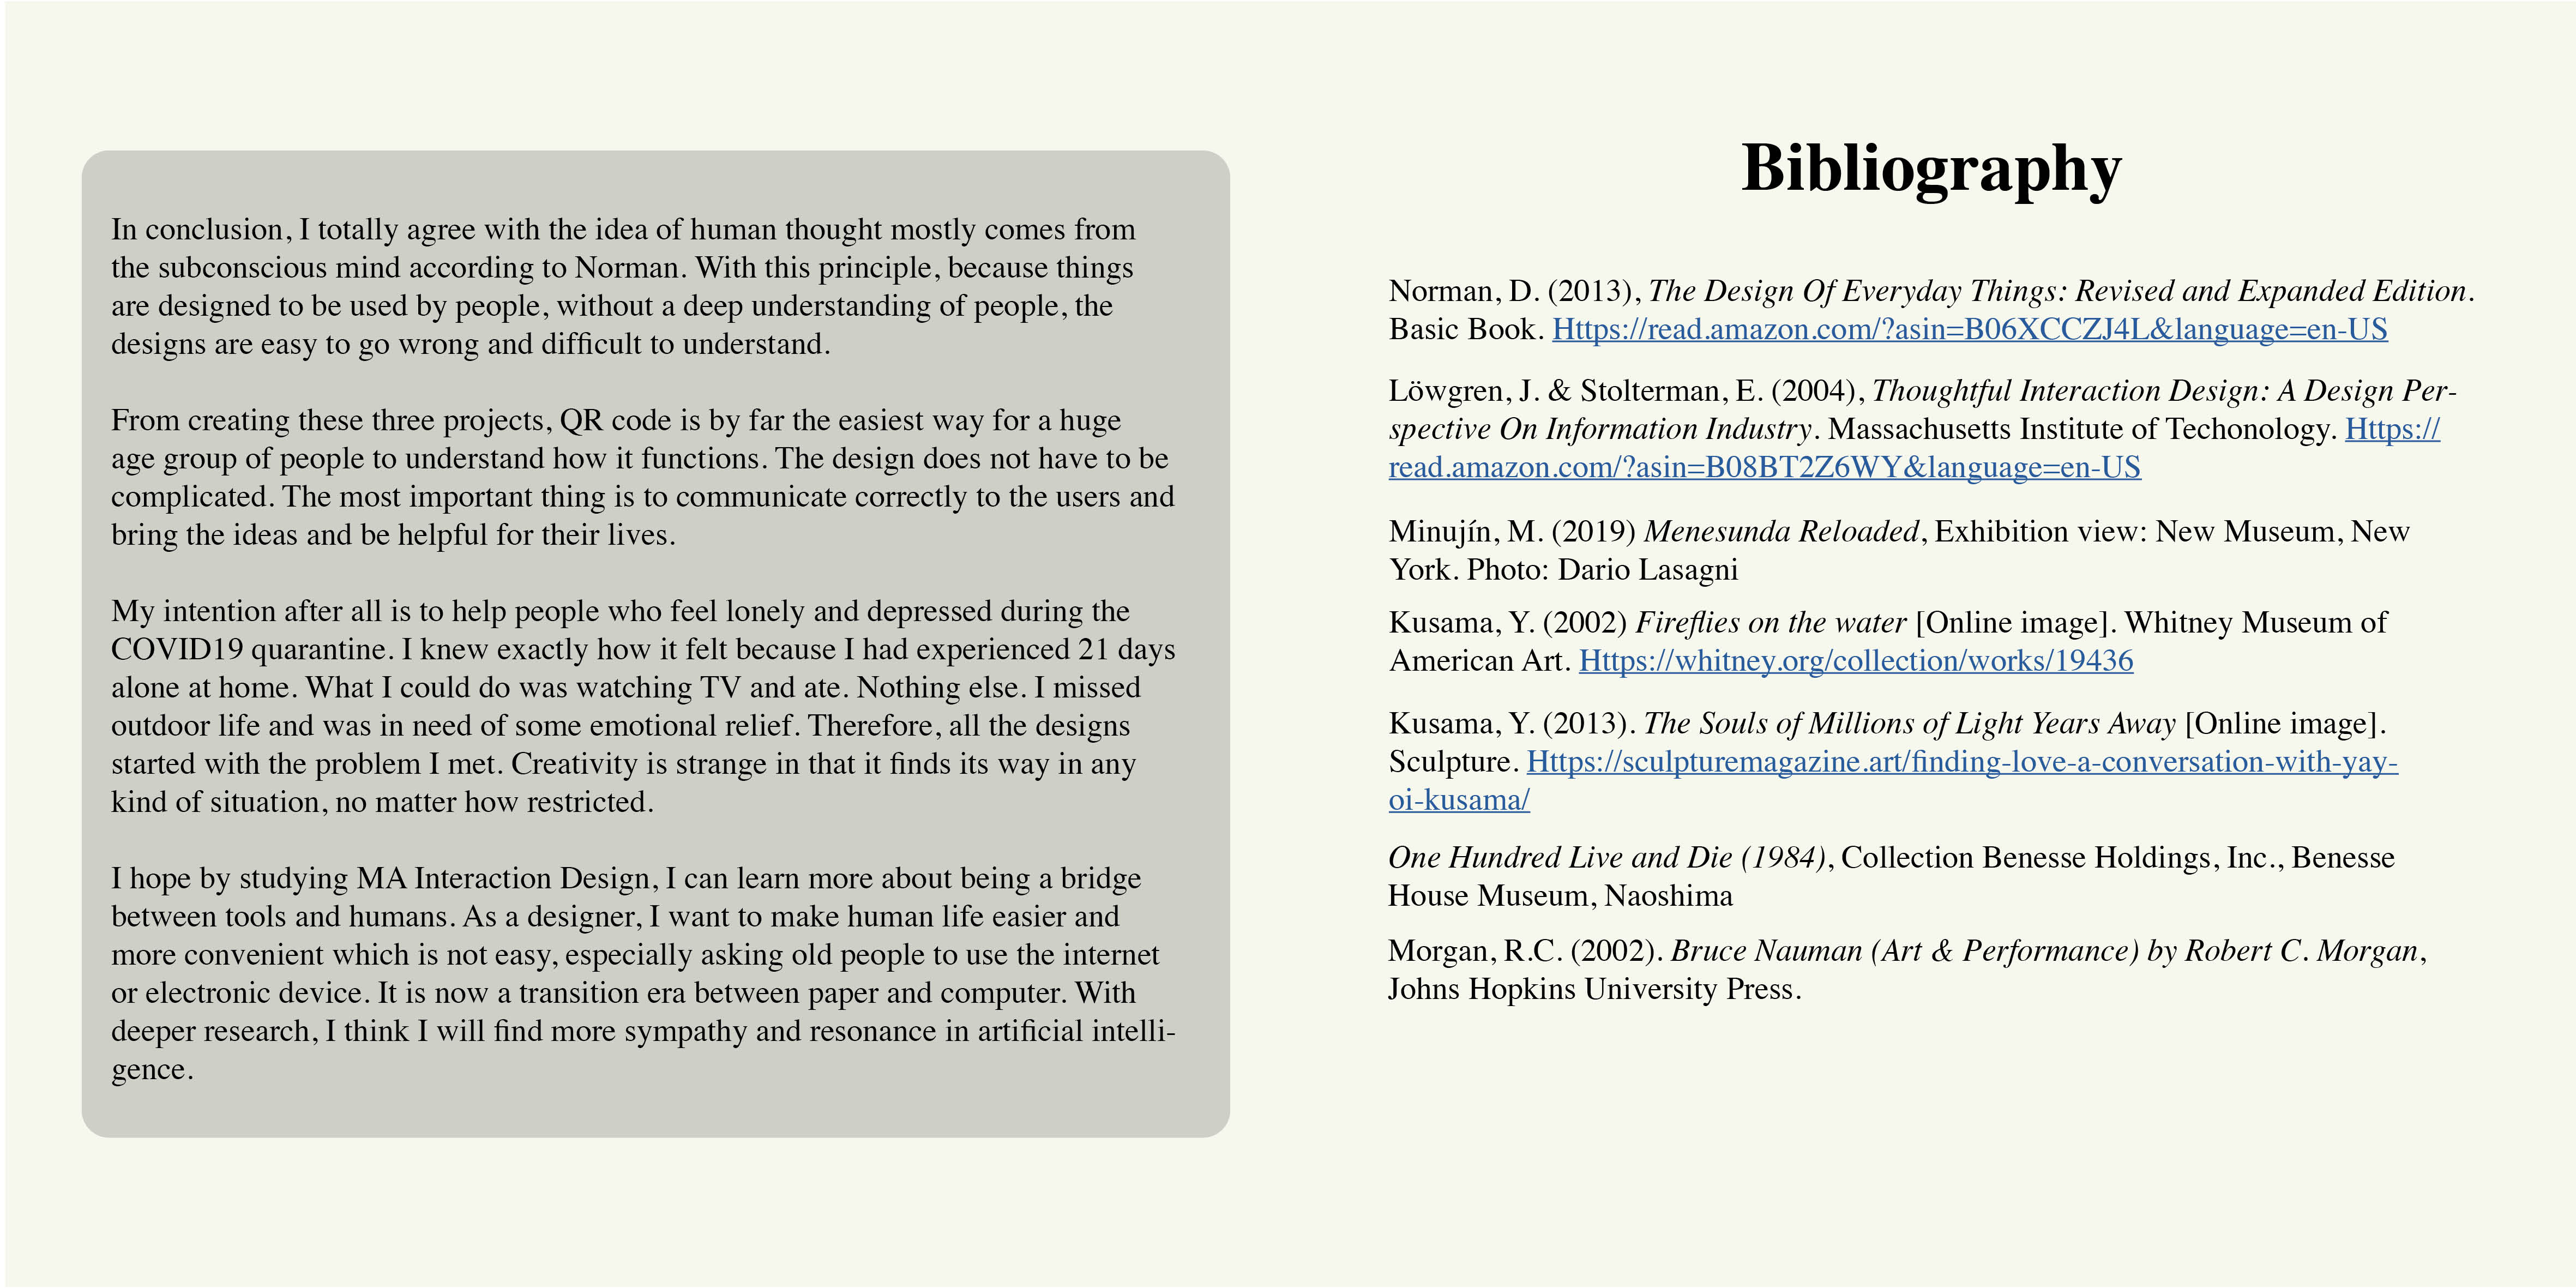 In conclusion, I totally agree with the idea of human thought mostly comes from
the subconscious mind according to Norman. With this principle, because things
are designed to be used by people, without a deep understanding of people, the
designs are easy to go wrong and difficult to understand.
From creating these three projects, QR code is by far the easiest way for a huge
age group of people to understand how it functions. The design does not have to be
complicated. The most important thing is to communicate correctly to the users and
bring the ideas and be helpful for their lives.
My intention after all is to help people who feel lonely and depressed during the
COVID19 quarantine. I knew exactly how it felt because I had experienced 21 days
alone at home. What I could do was watching TV and ate. Nothing else. I missed
outdoor life and was in need of some emotional relief. Therefore, all the designs
started with the problem I met. Creativity is strange in that it finds its way in any
kind of situation, no matter how restricted.
I hope by studying MA Interaction Design, I can learn more about being a bridge
between tools and humans. As a designer, I want to make human life easier and
more convenient which is not easy, especially asking old people to use the internet
or electronic device. It is now a transition era between paper and computer. With
deeper research, I think I will find more sympathy and resonance in artificial intelli-
gence.
Bibliography
Norman, D. (2013), The Design Of Everyday Things: Revised and Expanded Edition.
Basic Book. Https://read.amazon.com/?asin=B06XCCZJ4L&language=en-US
Löwgren, J. & Stolterman, E. (2004), Thoughtful Interaction Design: A Design Per-
spective On Information Industry. Massachusetts Institute of Techonology. Https://
read.amazon.com/?asin=B08BT2Z6WY&language=en-US
Minujín, M. (2019) Menesunda Reloaded, Exhibition view: New Museum, New
York. Photo: Dario Lasagni
Kusama, Y. (2002) Fireflies on the water [Online image]. Whitney Museum of
American Art. Https://whitney.org/collection/works/19436
Kusama, Y. (2013). The Souls of Millions of Light Years Away [Online image].
Sculpture. Https://sculpturemagazine.art/finding-love-a-conversation-with-yay-
oi-kusama/
One Hundred Live and Die (1984), Collection Benesse Holdings, Inc., Benesse
House Museum, Naoshima
Morgan, R.C. (2002). Bruce Nauman (Art & Performance) by Robert C. Morgan,
Johns Hopkins University Press.